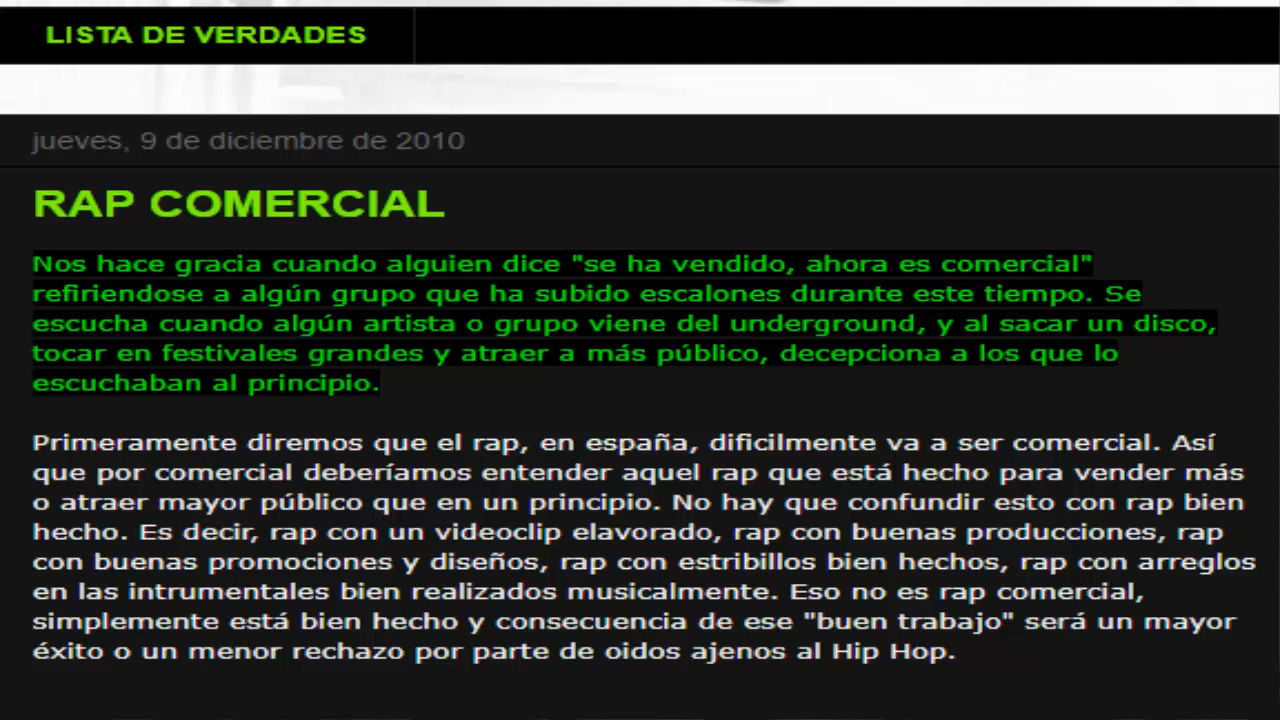 LISTA DE VERDADES
jueves, 9 de diciembre de 2010
RAP COMERCIAL
Nos hace gracia cuando alguien dice "se ha vendido, ahora es comercial"
refiriendose a algún grupo que ha subido escalones durante este tiempo. Se
escucha cuando algún artista o grupo viene del underground, y al sacar un disco,
tocar en festivales grandes y atraer a más público, decepciona a los que lo
escuchaban al principio.
Primeramente diremos que el rap, en españa, dificilmente va a ser comercial. Así
que por comercial deberíamos entender aquel rap que está hecho para vender más
o atraer mayor público que en un principio. No hay que confundir esto con rap bien
hecho. Es decir, rap con un videoclip elavorado, rap con buenas producciones, rap
con buenas promociones y diseños, rap con estribillos bien hechos, rap con arreglos
en las intrumentales bien realizados musicalmente. Eso no es rap comercial,
simplemente está bien hecho y consecuencia de ese "buen trabajo" será un mayor
éxito o un menor rechazo por parte de oidos ajenos al Hip Hop.